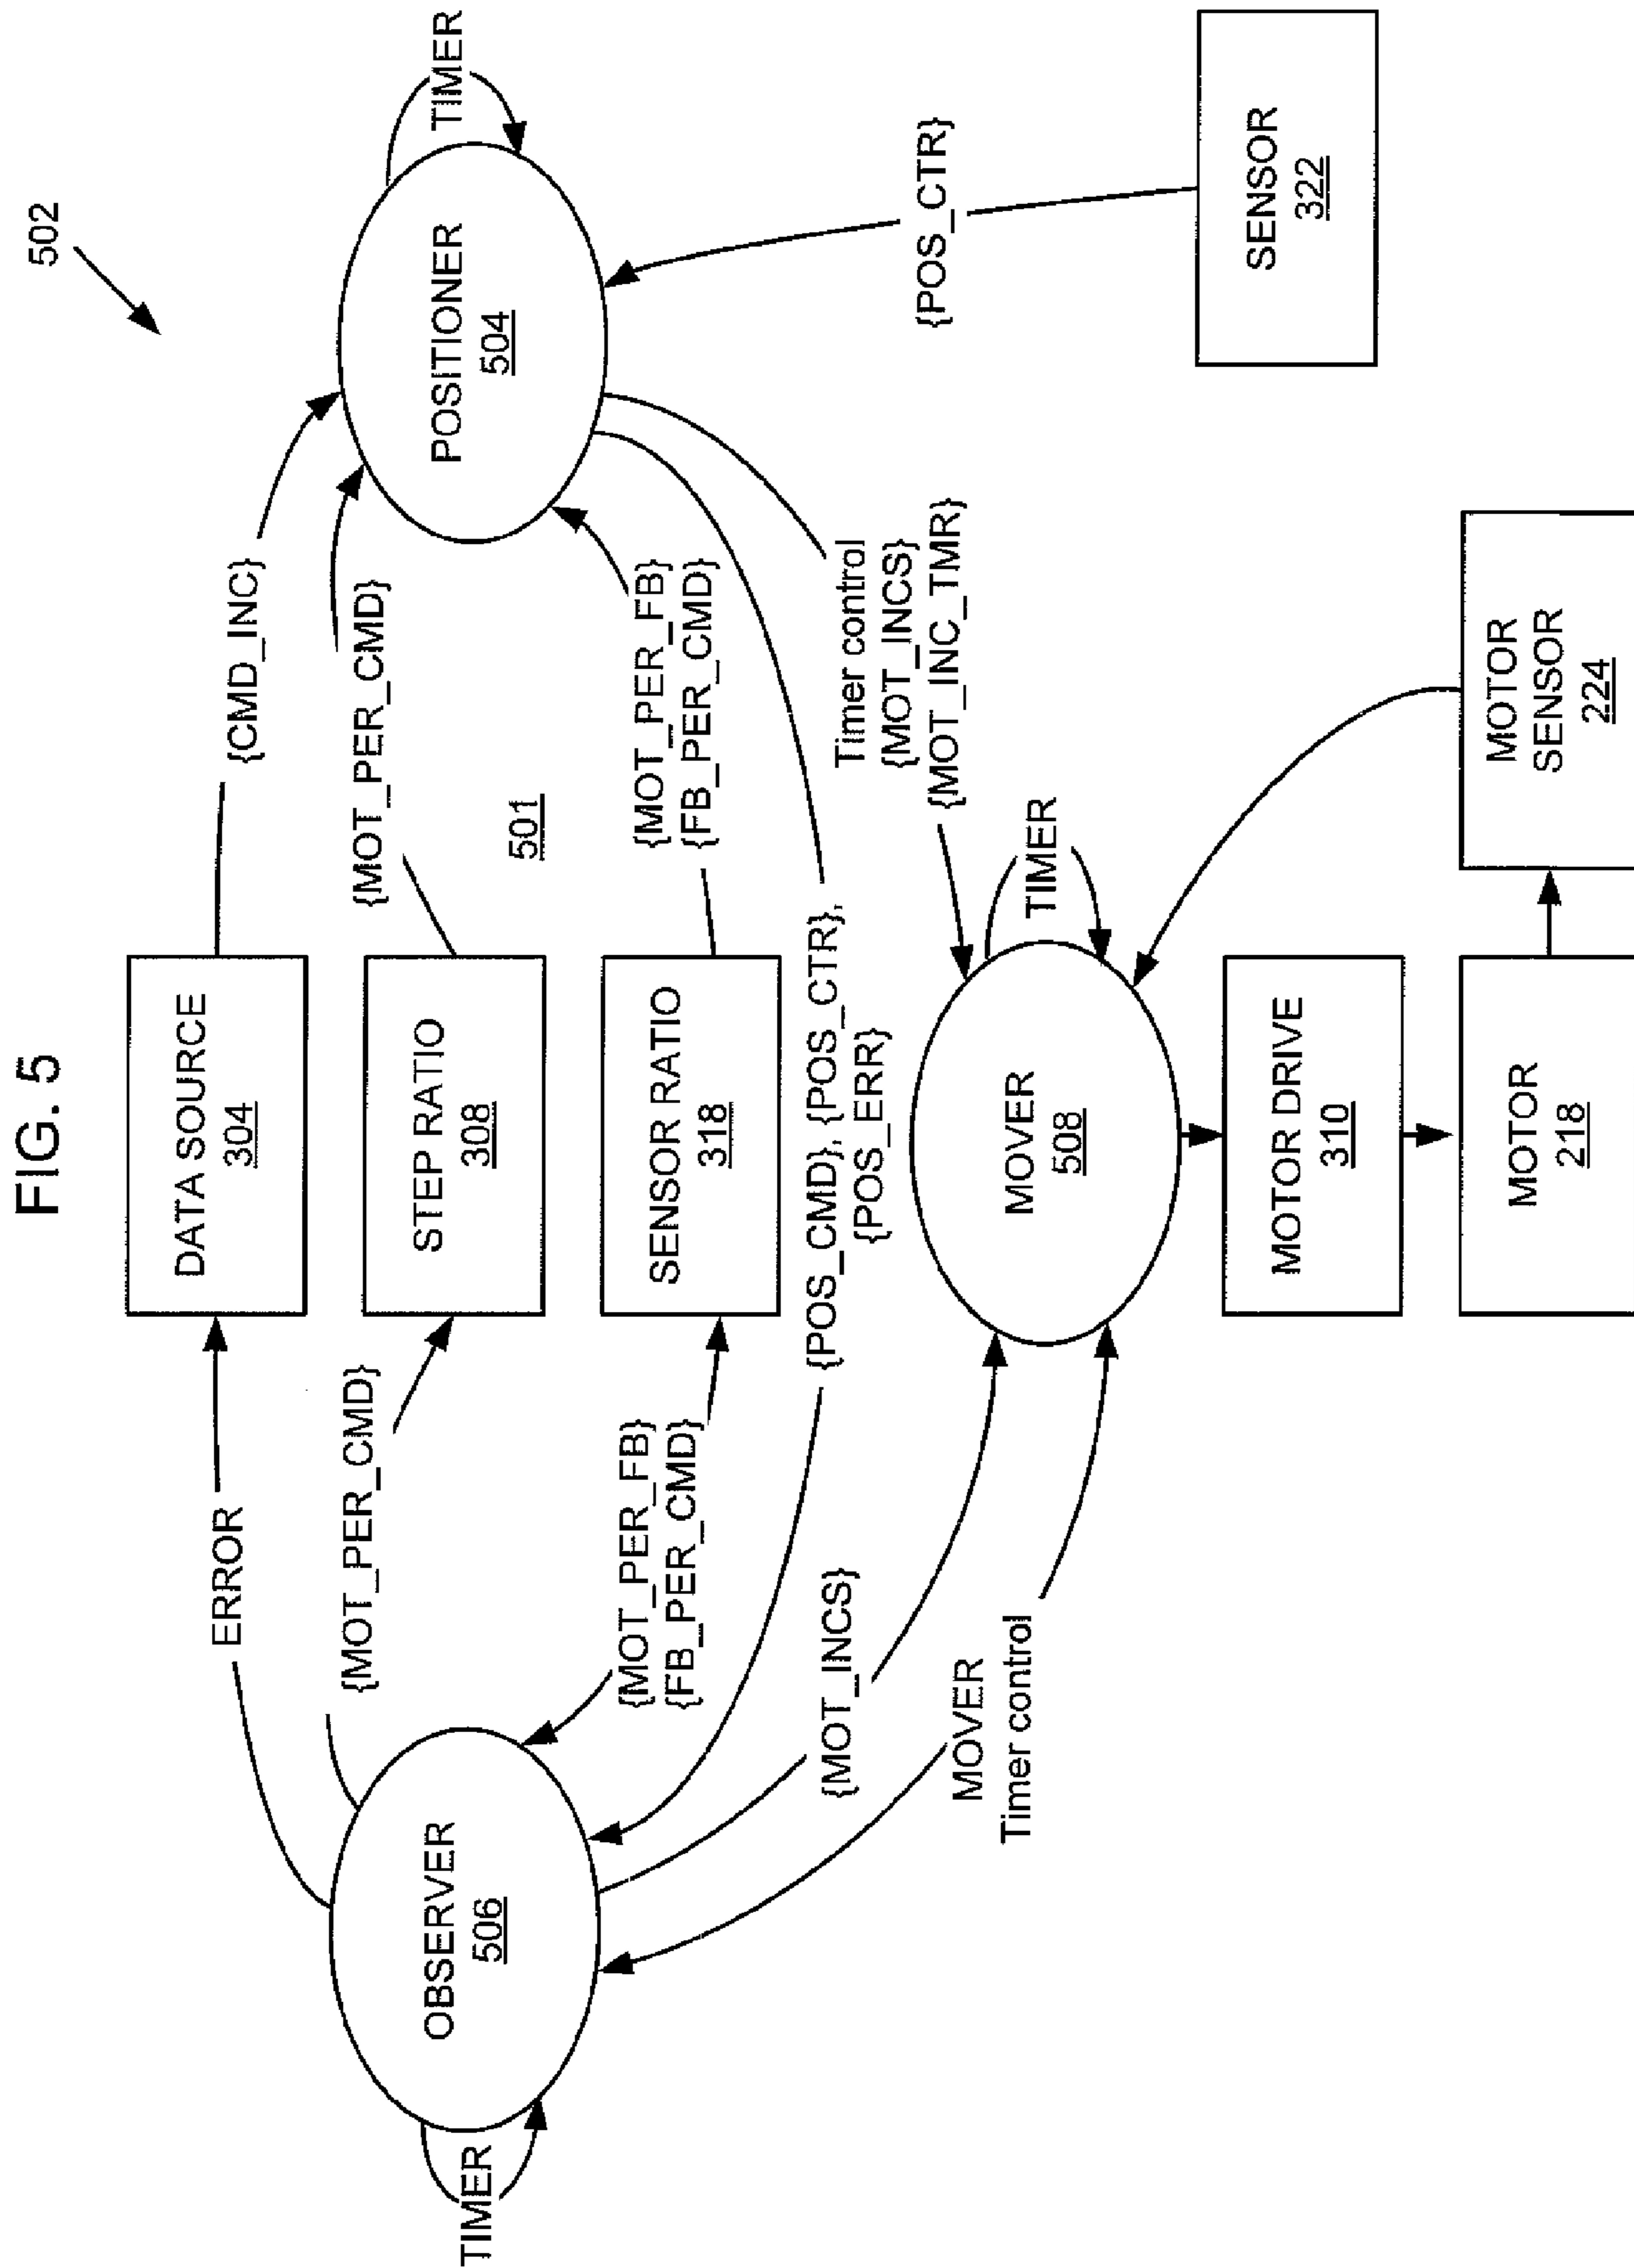 FIG. 5
502
DATA SOURCE
304
STEP RATIO
308
SENSOR RATIO
318
501
ERROR
{MOT_PER_CMD}
{MOT_PER_FB}
{FB_PER_CMD}
{CMD_INC}
{MOT_PER_CMD}
{MOT_PER_FB}
{FB_PER_CMD}
TIMER
OBSERVER
506
POSITIONER
504
TIMER
{POS_CMD}, {POS_CTR},
{POS_ERR}
{MOT_INCS}
MOVER
Timer control
Timer control
{MOT_INCS}
{MOT_INC_TMR}
{POS_CTR}
TIMER
MOVER
508
MOTOR DRIVE
310
MOTOR
218
MOTOR
SENSOR
224
SENSOR
322